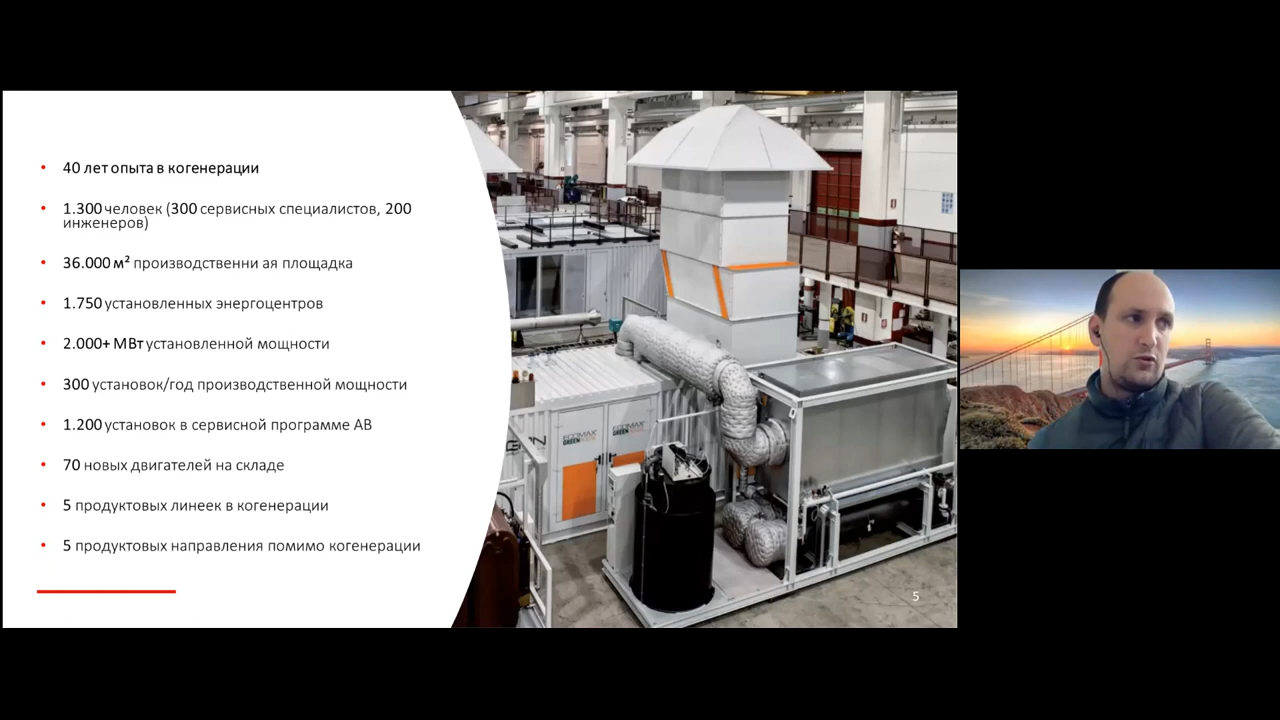 40 лет опыта в когенерации
1.300 человек (300 сервисных специалистов, 200
инженеров)
36.000 м² производственни ая площадка
1.750 установленных энергоцентров
2.000+ МВт установленной мощности
300 установок/год производственной мощности
1.200 установок в сервисной программе АВ
70 новых двигателей на складе
5 продуктовых линеек в когенерации
5 продуктовых направления помимо когенерации
ECOMAX
GREEN
5